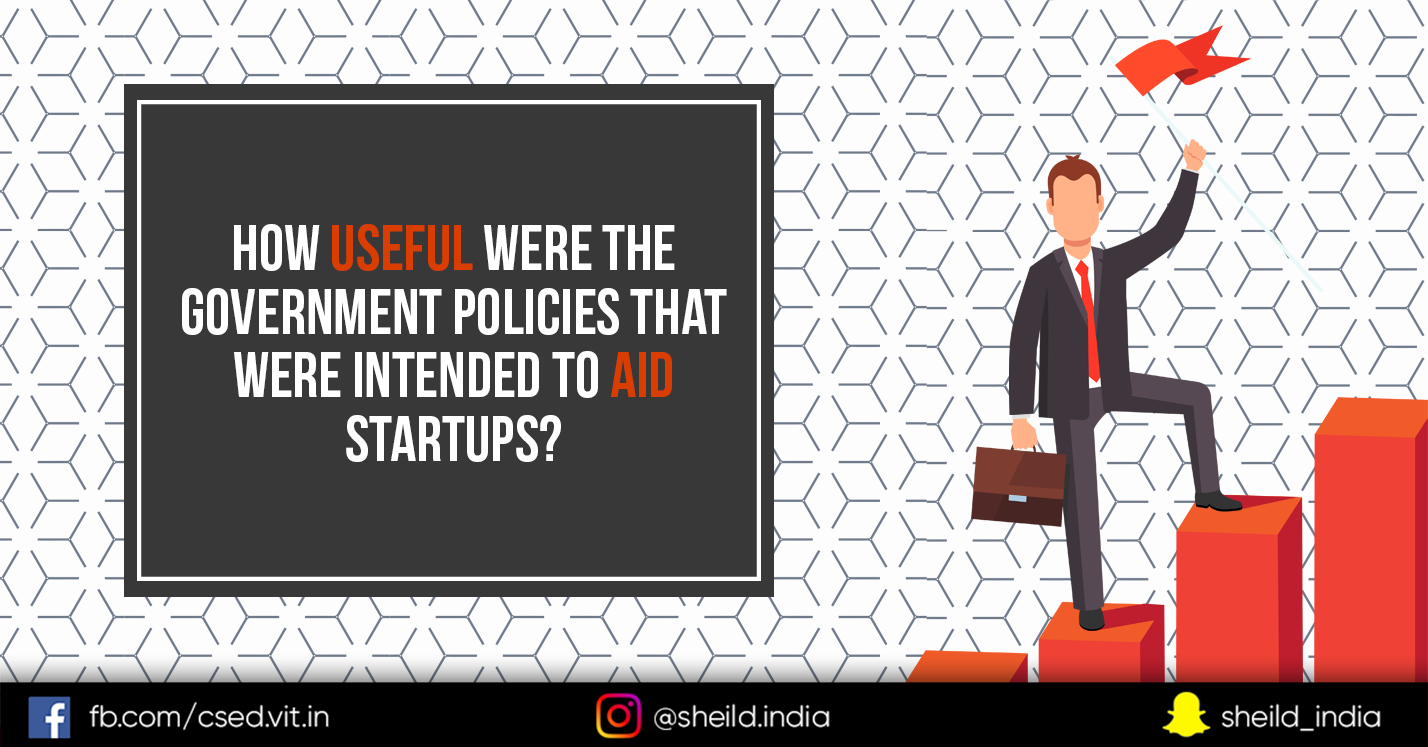 HOW USEFUL WERE THE
GOVERNMENT POLICIES THAT
WERE INTENDED TO AID
STARTUPS?
fb.com/csed.vit.in
@sheild.india
sheild_india